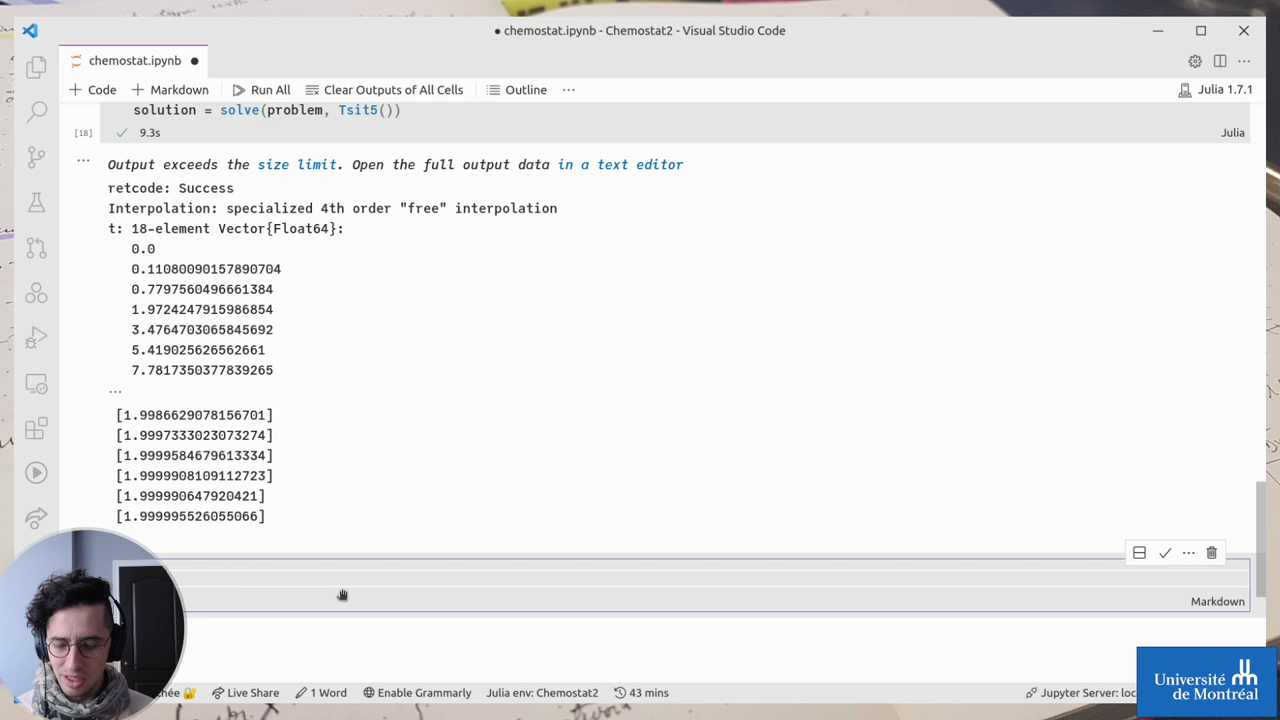 ● chemostat.ipynb - Chemostat2 - Visual Studio Code
chemostat.ipynb ●
+ Code + Markdown Run All Clear Outputs of All Cells Outline ··· Julia 1.7.1
solution = solve(problem, Tsit5())
[18] ✓ 9.3s Julia
... Output exceeds the size limit. Open the full output data in a text editor
retcode: Success
Interpolation: specialized 4th order "free" interpolation
t: 18-element Vector{Float64}:
0.0
0.11080090157890704
0.7797560496661384
1.9724247915986854
3.4764703065845692
5.419025626562661
7.7817350377839265
...
[1.9986629078156701]
[1.9997333023073274]
[1.9999584679613334]
[1.9999908109112723]
[1.999990647920421]
[1.999995526055066]
Markdown
Live Share 1 Word Enable Grammarly Julia env: Chemostat2 43 mins Jupyter Server:
Université
de Montréal